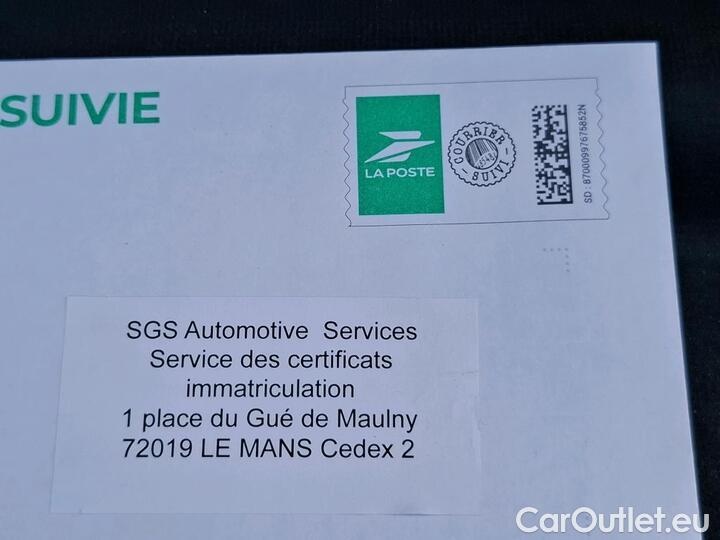 SUIVIE
LA POSTE
COURRIER
SUIVI
SD : 87000997675852N
SGS Automotive Services
Service des certificats
immatriculation
1 place du Gué de Maulny
72019 LE MANS Cedex 2
CarOutlet.eu